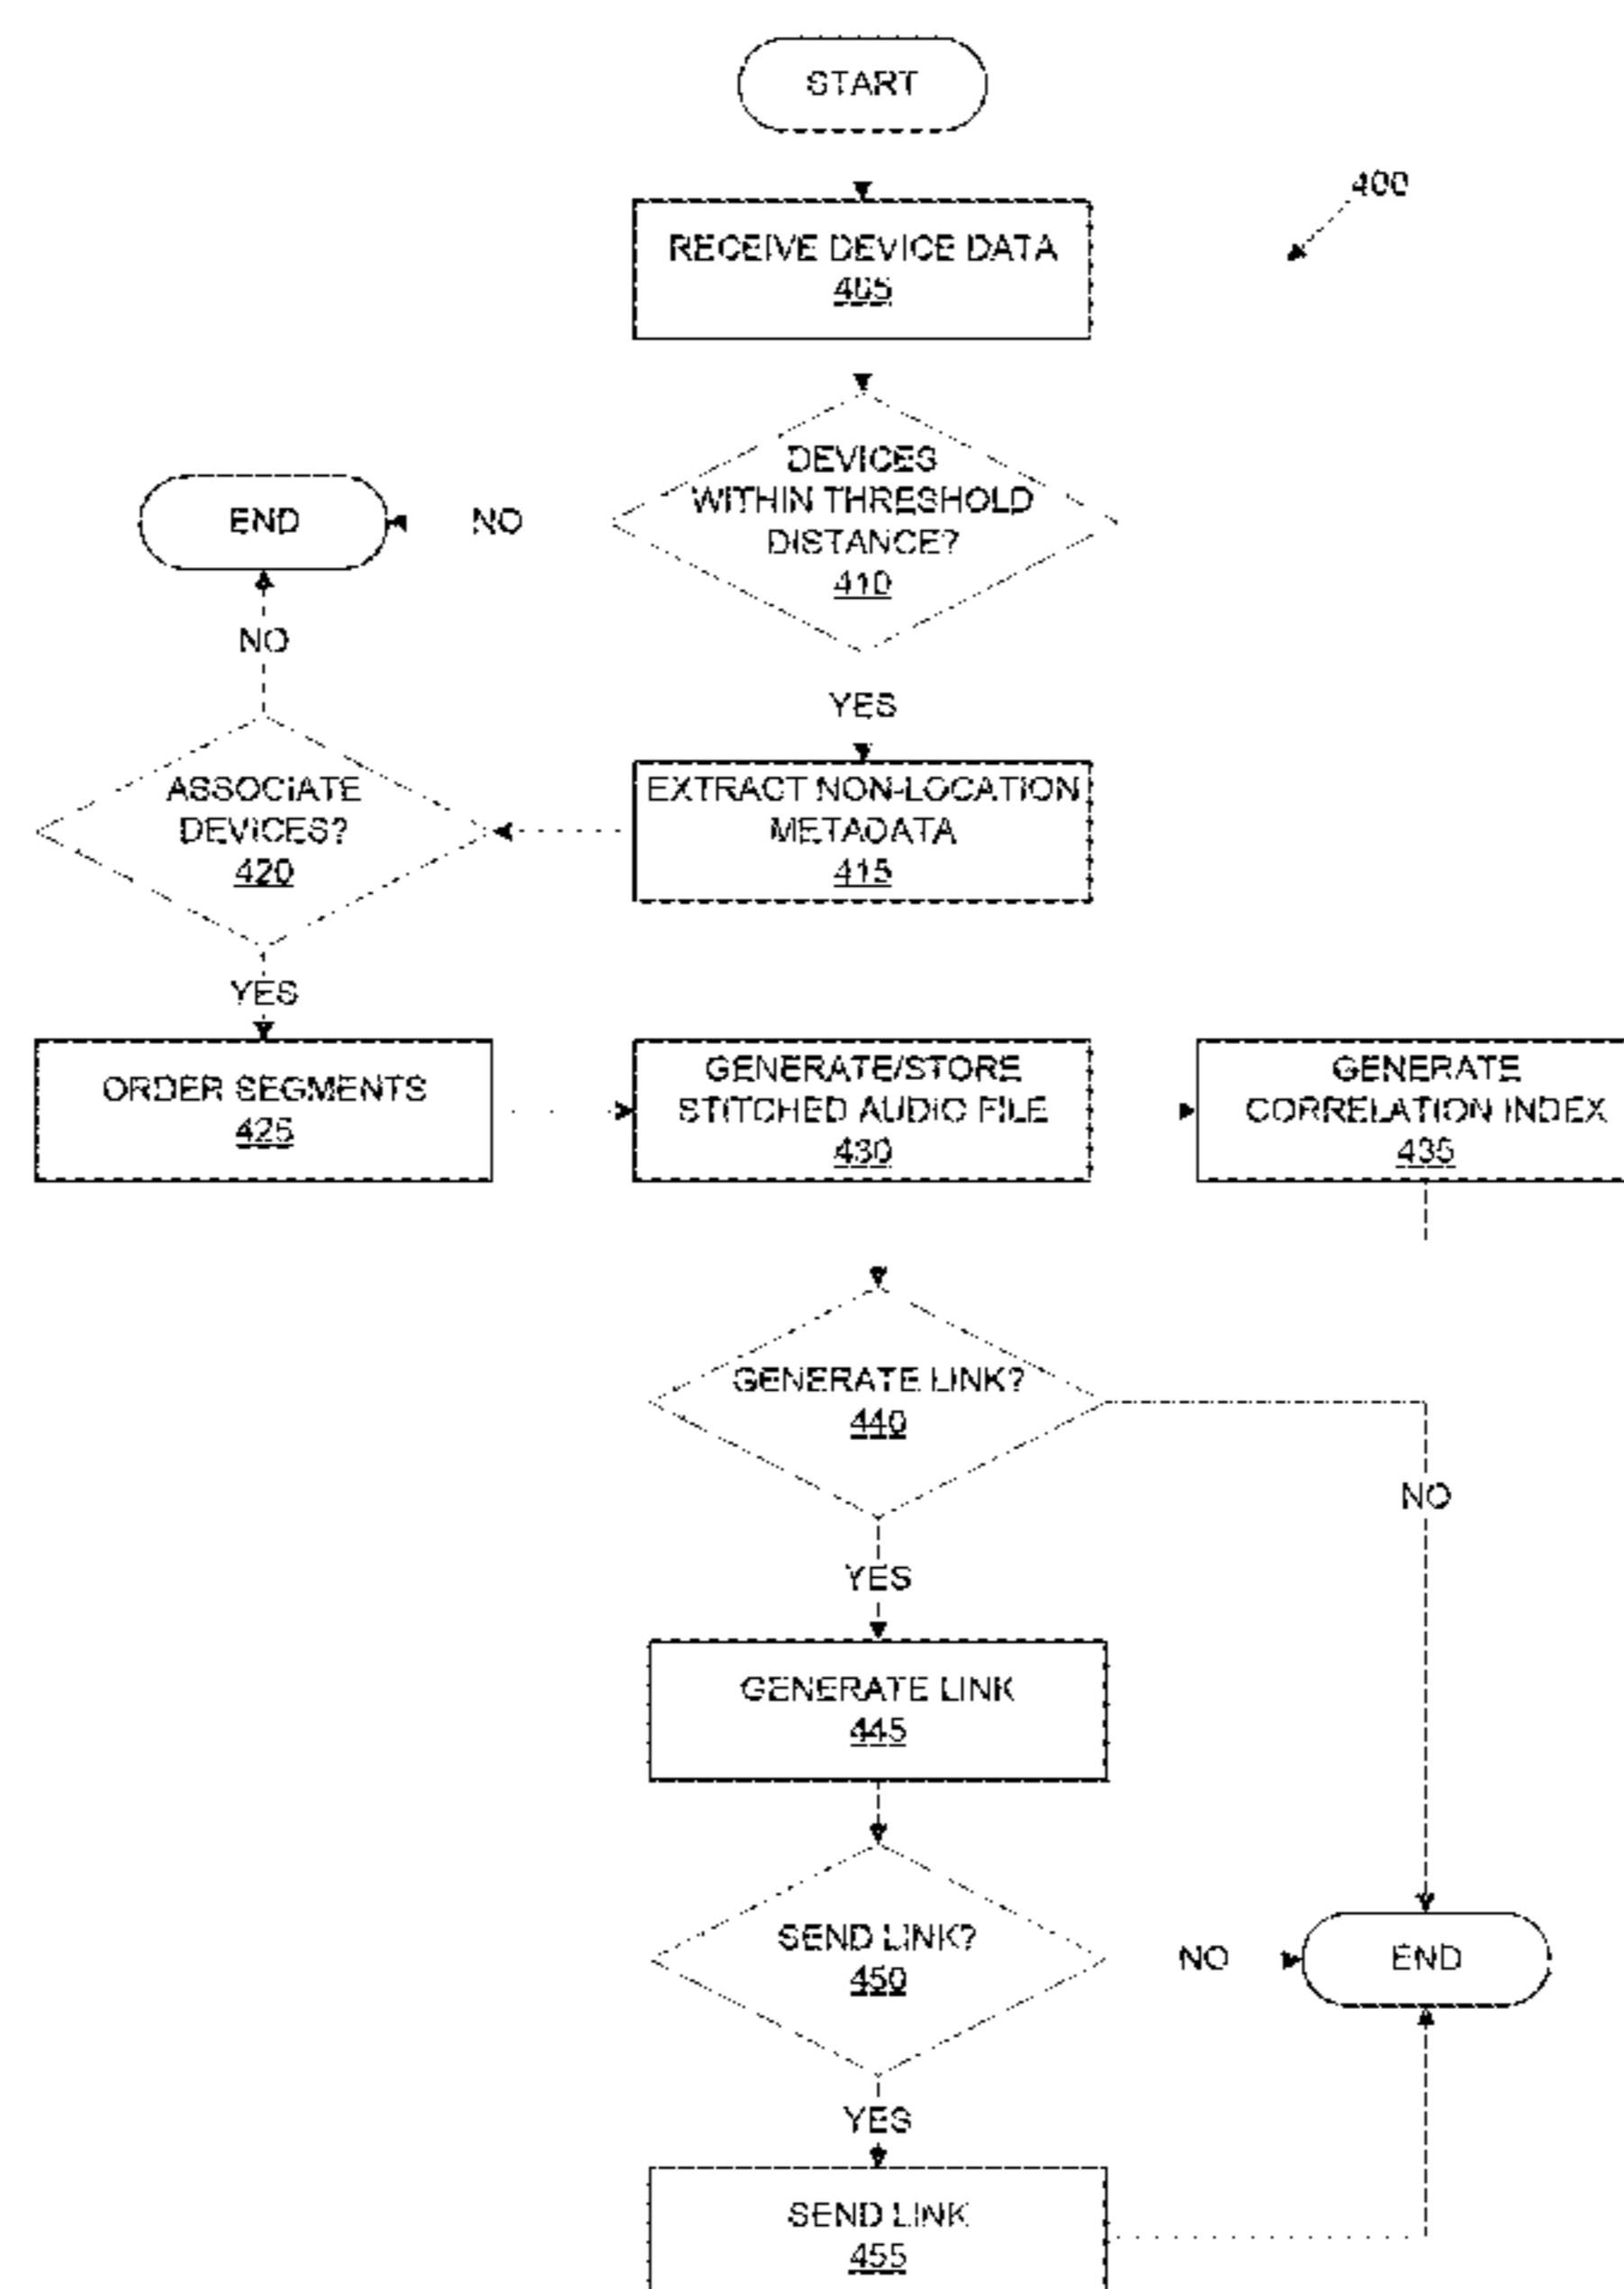 START
400
RECEIVE DEVICE DATA
405
DEVICES
WITHIN THRESHOLD
DISTANCE?
410
NO
END
YES
NO
EXTRACT NON-LOCATION
METADATA
415
ASSOCIATE
DEVICES?
420
YES
ORDER SEGMENTS
425
GENERATE/STORE
STITCHED AUDIO FILE
430
GENERATE
CORRELATION INDEX
435
GENERATE LINK?
440
NO
YES
GENERATE LINK
445
SEND LINK?
450
NO
END
YES
SEND LINK
455